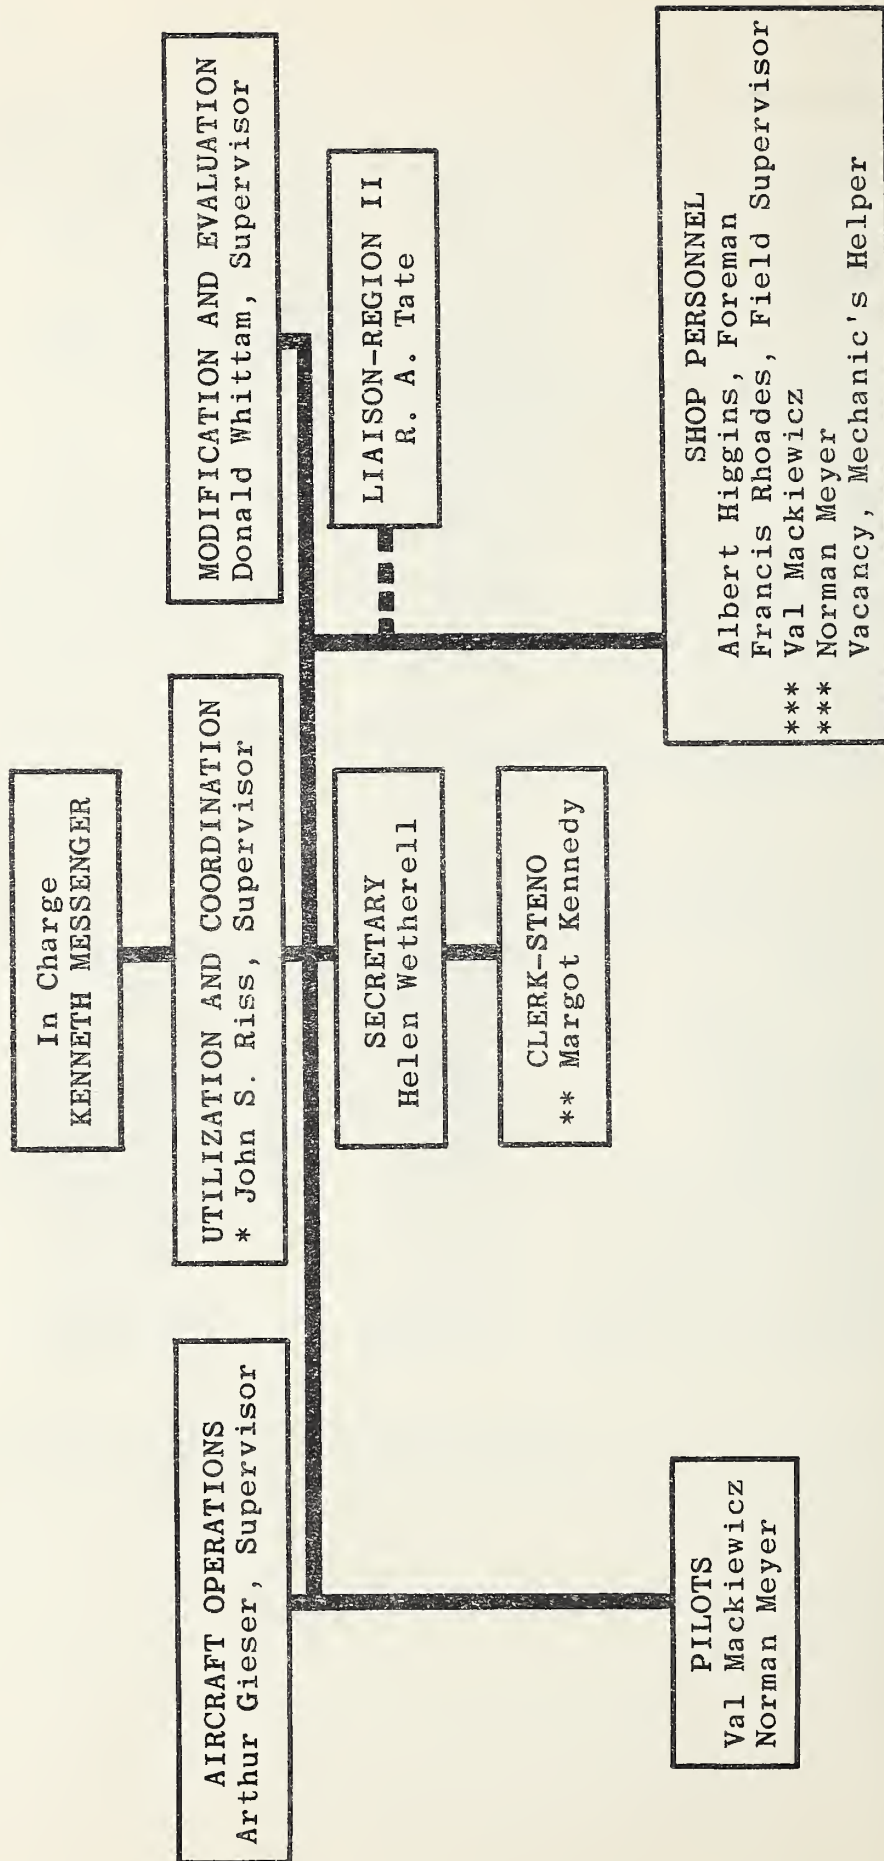 In Charge
KENNETH MESSENGER
AIRCRAFT OPERATIONS
Arthur Gieser, Supervisor
UTILIZATION AND COORDINATION
* John S. Riss, Supervisor
MODIFICATION AND EVALUATION
Donald Whittam, Supervisor
SECRETARY
Helen Wetherell
LIAISON-REGION II
R. A. Tate
CLERK-STENO
** Margot Kennedy
PILOTS
Val Mackiewicz
Norman Meyer
SHOP PERSONNEL
Albert Higgins, Foreman
Francis Rhoades, Field Supervisor
*** Val Mackiewicz
*** Norman Meyer
Vacancy, Mechanic's Helper